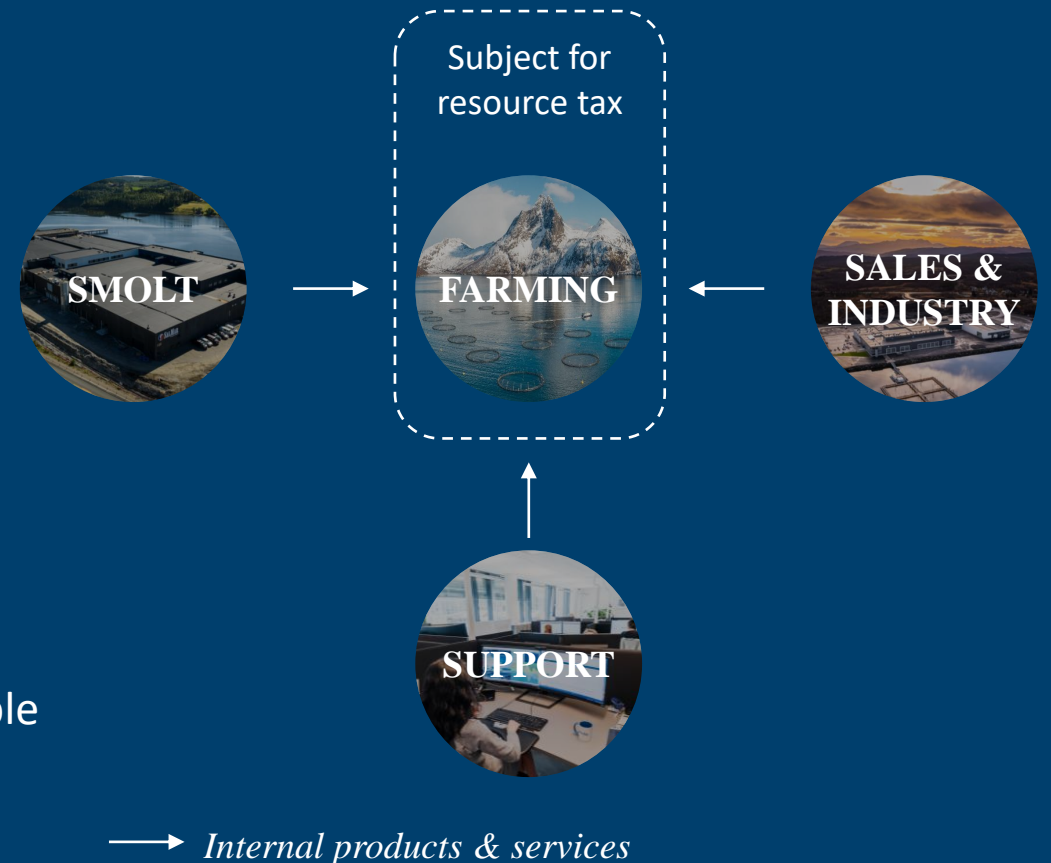 Subject for
resource tax
SMOLT
FARMING
SALES &
INDUSTRY
SUPPORT
Internal products & services